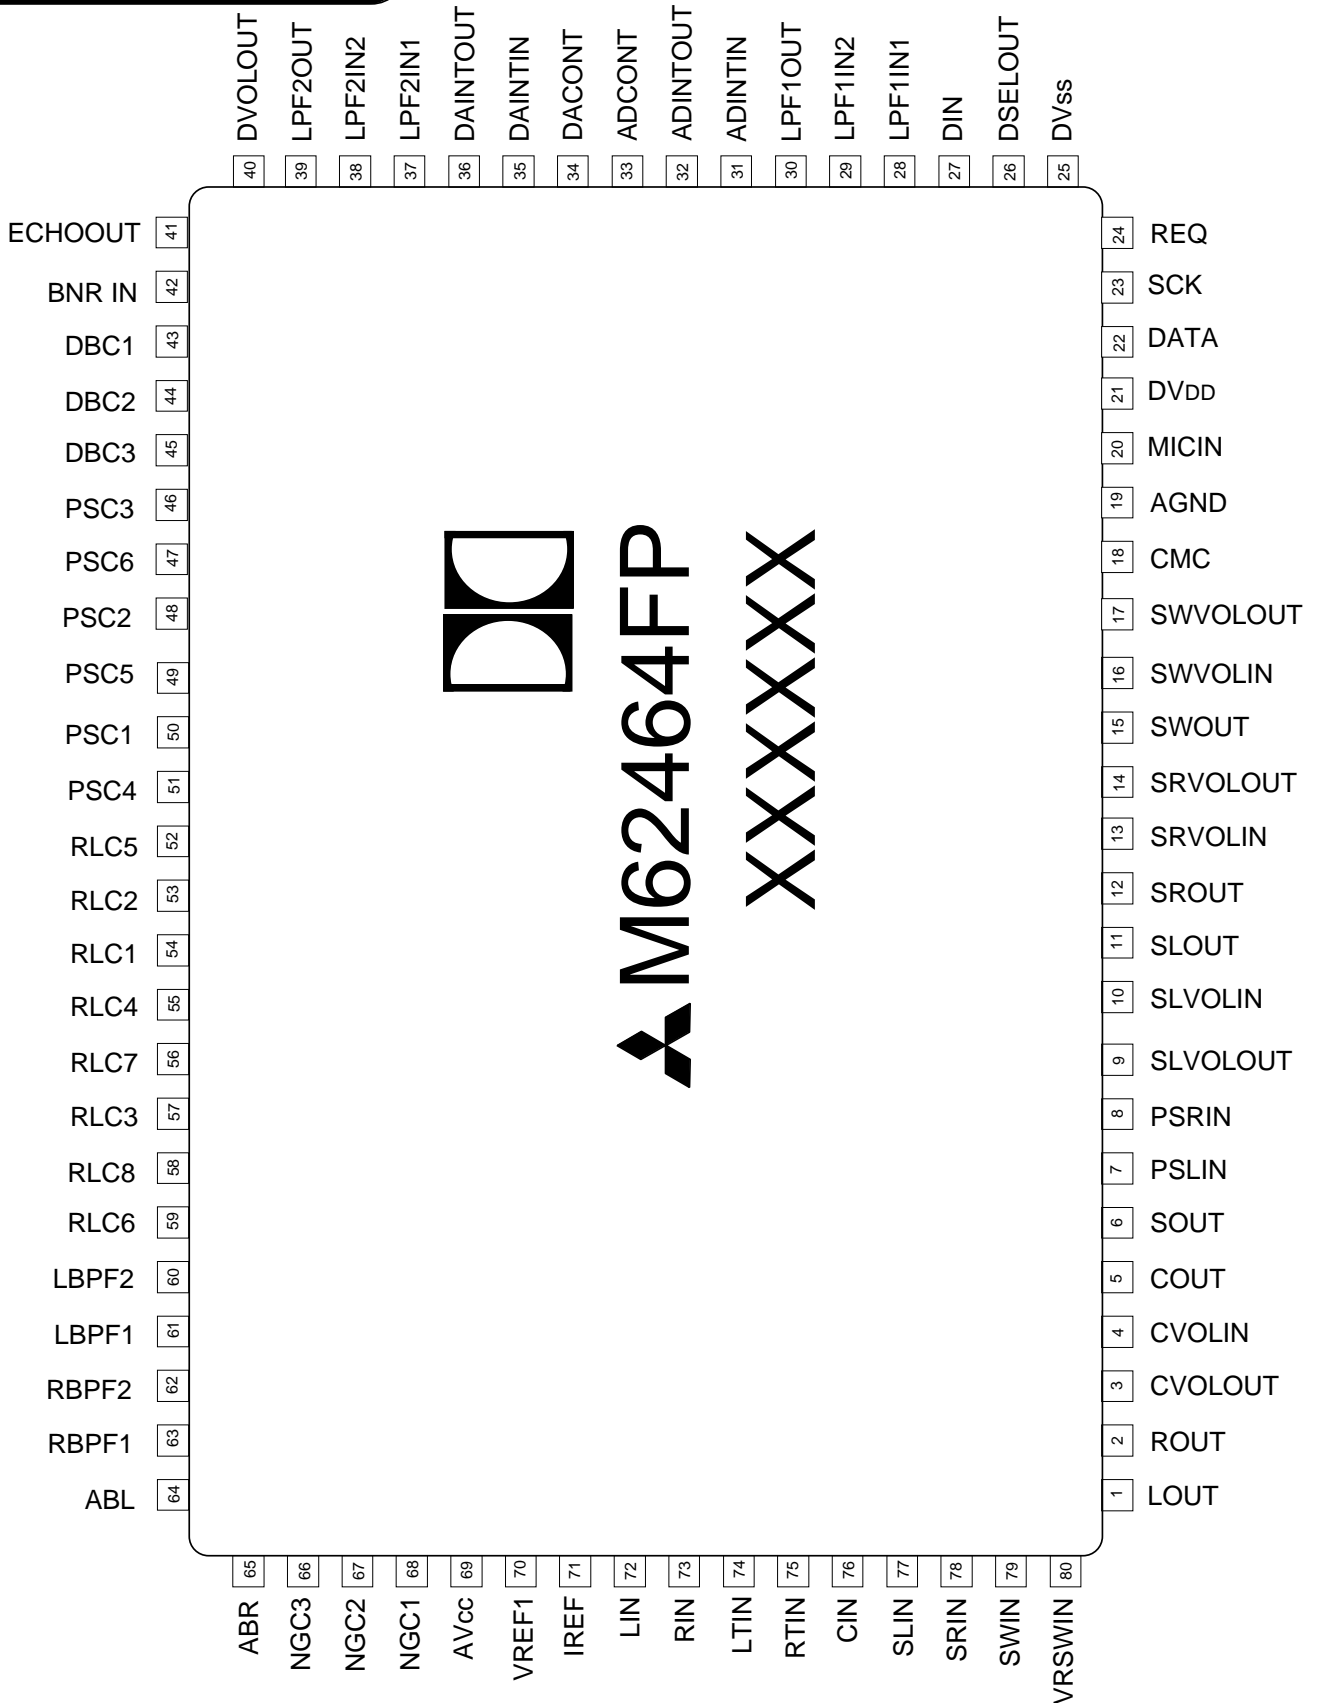 DVOLOUT
LPF2OUT
LPF2IN2
LPF2IN1
DAINTOUT
DAINTIN
DACONT
ADCONT
ADINTOUT
ADINTIN
LPF1OUT
LPF1IN2
LPF1IN1
DIN
DSELOUT
DVss
40
39
38
37
36
35
34
33
32
31
30
29
28
27
26
25
ECHOOUT 41
BNR IN 42
DBC1 43
DBC2 44
DBC3 45
PSC3 46
PSC6 47
PSC2 48
PSC5 49
PSC1 50
PSC4 51
RLC5 52
RLC2 53
RLC1 54
RLC4 55
RLC7 56
RLC3 57
RLC8 58
RLC6 59
LBPF2 60
LBPF1 61
RBPF2 62
RBPF1 63
ABL 64
M62464FP
XXXXXX
24 REQ
23 SCK
22 DATA
21 DVDD
20 MICIN
19 AGND
18 CMC
17 SWVOLOUT
16 SWVOLIN
15 SWOUT
14 SRVOLOUT
13 SRVOLIN
12 SROUT
11 SLOUT
10 SLVOLIN
9 SLVOLOUT
8 PSRIN
7 PSLIN
6 SOUT
5 COUT
4 CVOLIN
3 CVOLOUT
2 ROUT
1 LOUT
65
66
67
68
69
70
71
72
73
74
75
76
77
78
79
80
ABR
NGC3
NGC2
NGC1
AVcc
VREF1
IREF
LIN
RIN
LTIN
RTIN
CIN
SLIN
SRIN
SWIN
VRSWIN